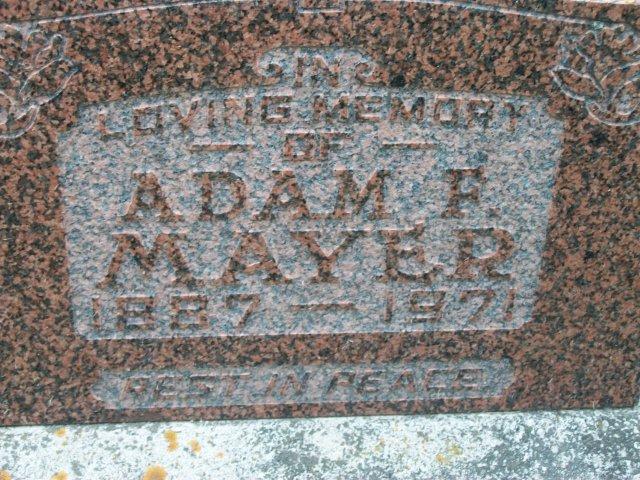 IN
LOVING MEMORY
— OF —
ADAM F.
MAYER
1887 — 1971
REST IN PEACE